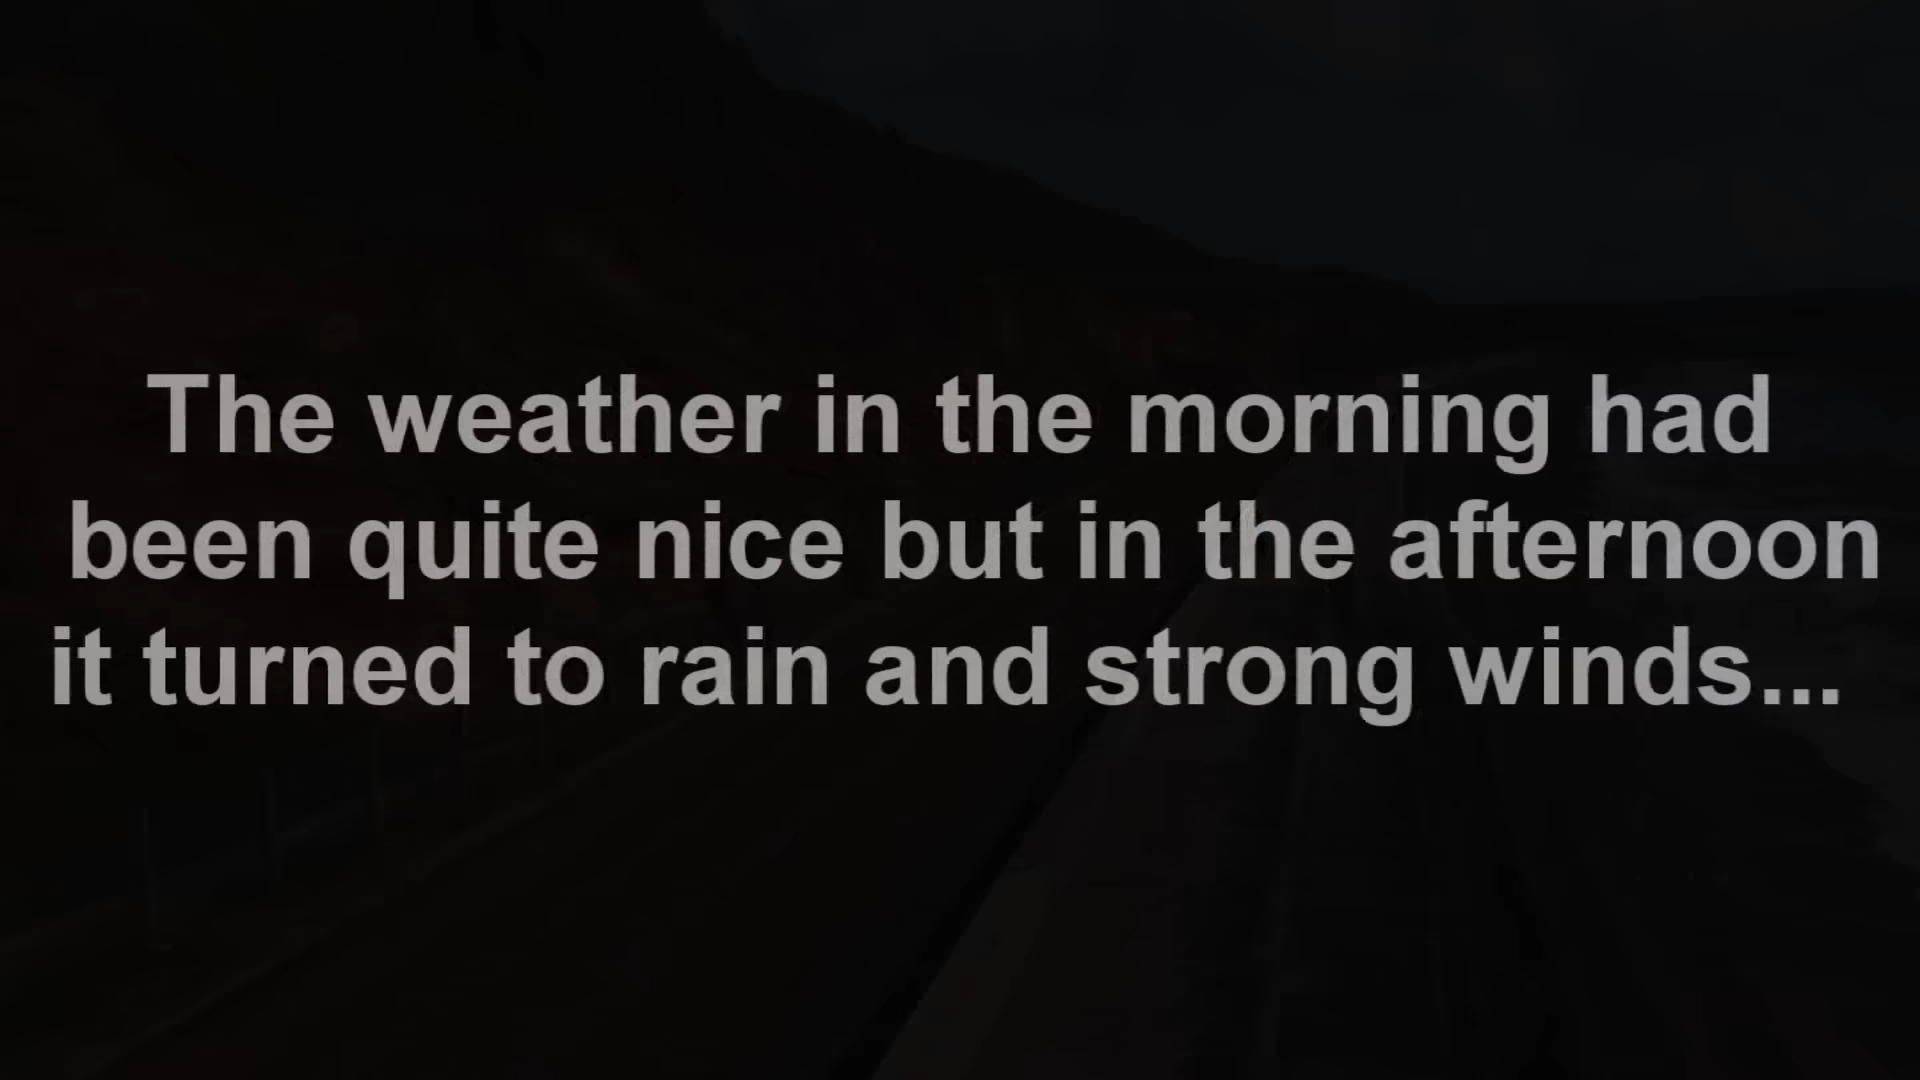 The weather in the morning had
been quite nice but in the afternoon
it turned to rain and strong winds...